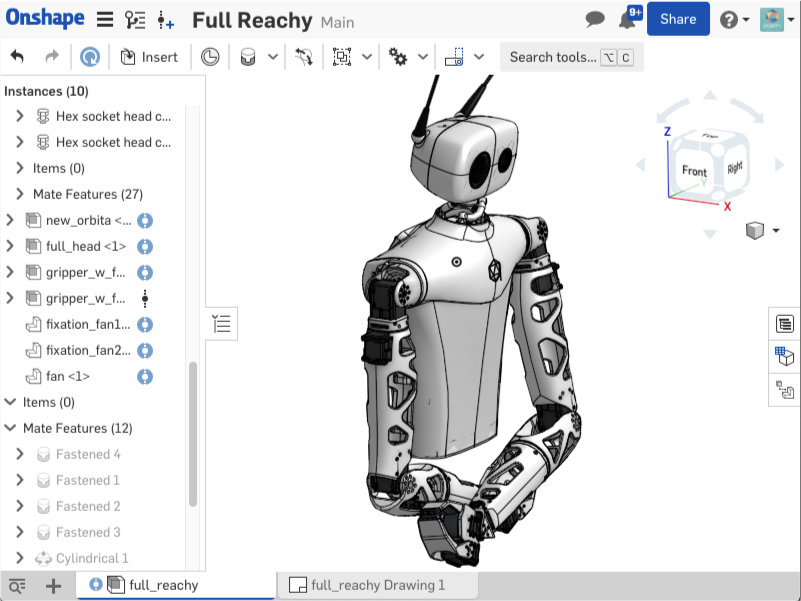 Onshape Full Reachy Main 9+ Share
Insert Search tools... ⌥ C
Instances (10)
Hex socket head c...
Hex socket head c...
Items (0)
Mate Features (27)
new_orbita <...
full_head <1>
gripper_w_f...
gripper_w_f...
fixation_fan1...
fixation_fan2...
fan <1>
Items (0)
Mate Features (12)
Fastened 4
Fastened 1
Fastened 2
Fastened 3
Cylindrical 1
Z
Top
Front
Right
Y
X
full_reachy
full_reachy Drawing 1